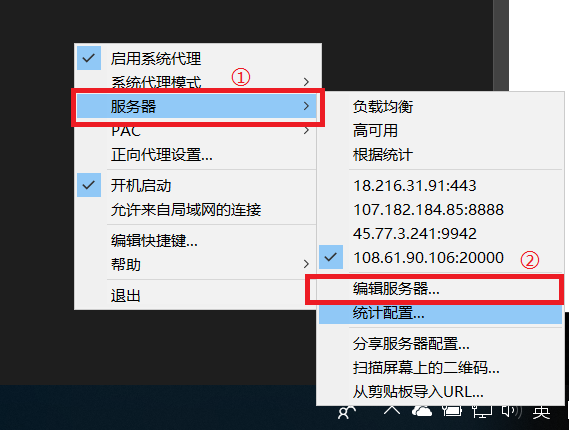 启用系统代理
系统代理模式
①
服务器
PAC
正向代理设置...
开机启动
允许来自局域网的连接
编辑快捷键...
帮助
退出
负载均衡
高可用
根据统计
18.216.31.91:443
107.182.184.85:8888
45.77.3.241:9942
108.61.90.106:20000
②
编辑服务器...
统计配置...
分享服务器配置...
扫描屏幕上的二维码...
从剪贴板导入URL...
英